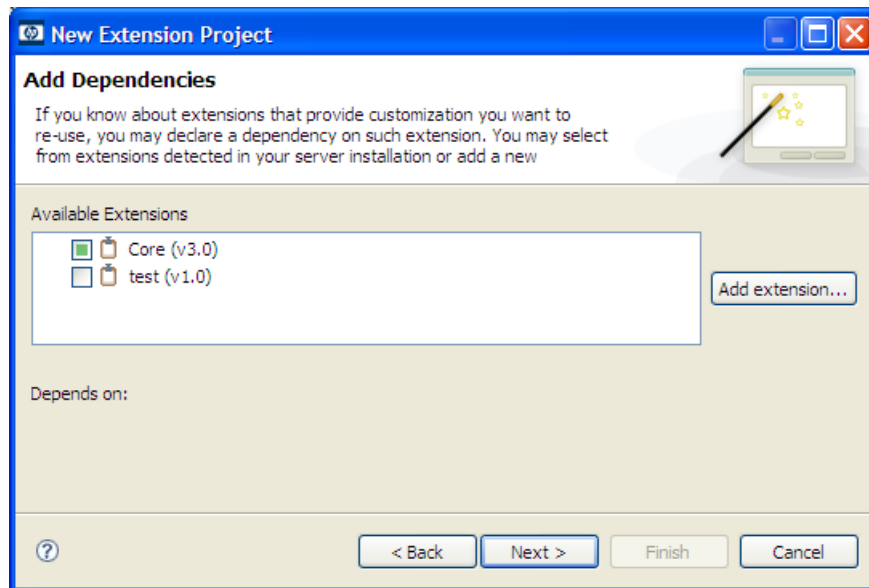 New Extension Project
Add Dependencies
If you know about extensions that provide customization you want to
re-use, you may declare a dependency on such extension. You may select
from extensions detected in your server installation or add a new
Available Extensions
Core (v3.0)
test (v1.0)
Add extension...
Depends on:
?
< Back
Next >
Finish
Cancel